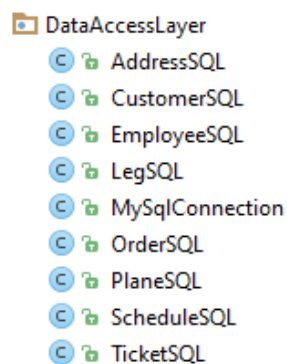 DataAccessLayer
C AddressSQL
C CustomerSQL
C EmployeeSQL
C LegSQL
C MySqlConnection
C OrderSQL
C PlaneSQL
C ScheduleSQL
C TicketSQL